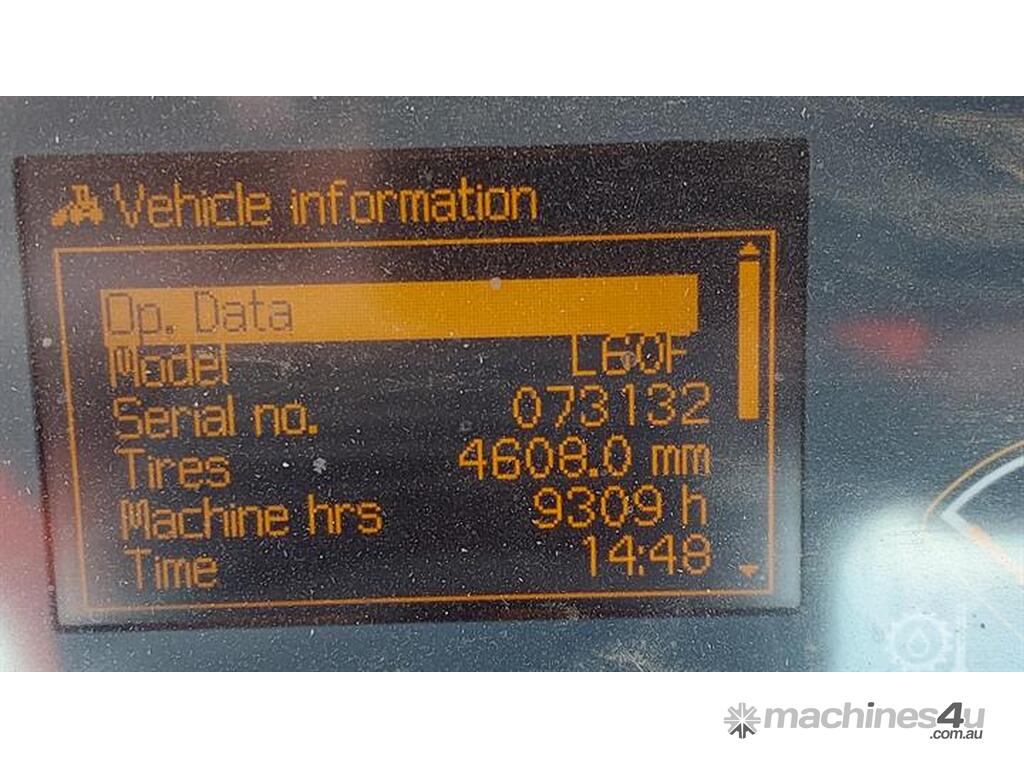 Vehicle information
Op. Data
Model L60F
Serial no. 073132
Tires 4608.0 mm
Machine hrs 9309 h
Time 14:48
machines4u
.com.au